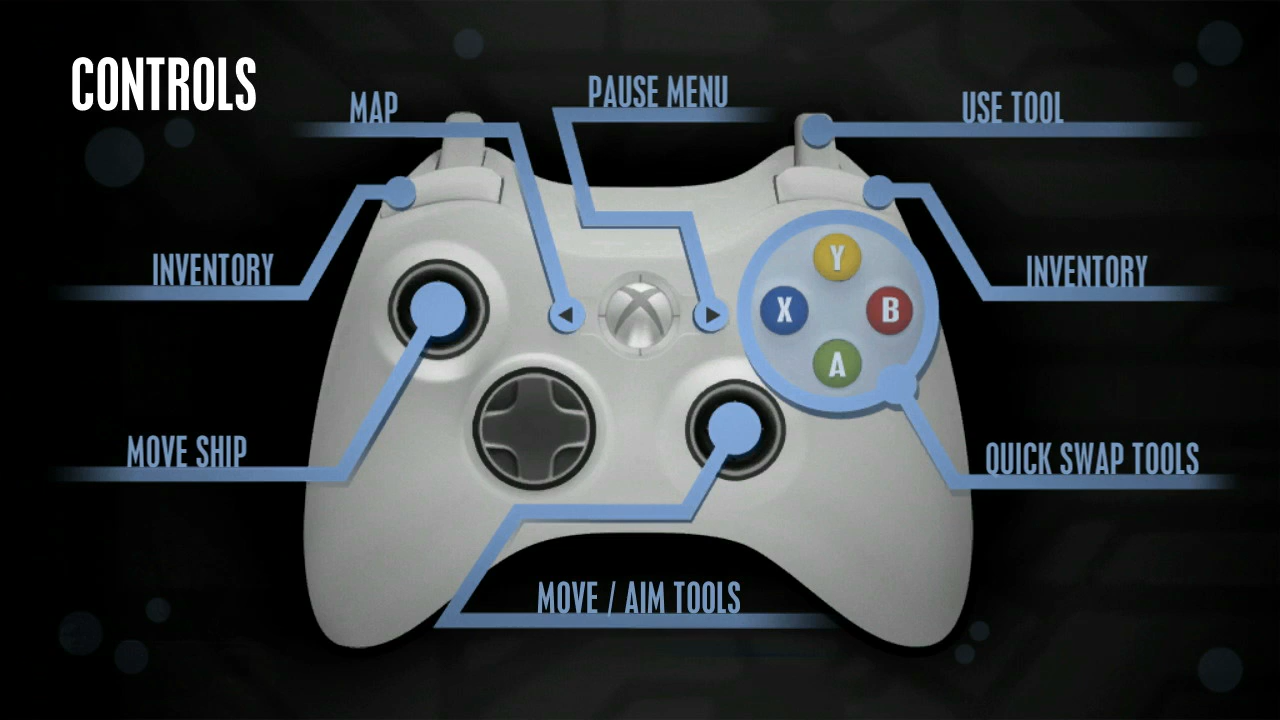 CONTROLS
MAP
PAUSE MENU
USE TOOL
INVENTORY
INVENTORY
Y
X
B
A
MOVE SHIP
QUICK SWAP TOOLS
MOVE / AIM TOOLS